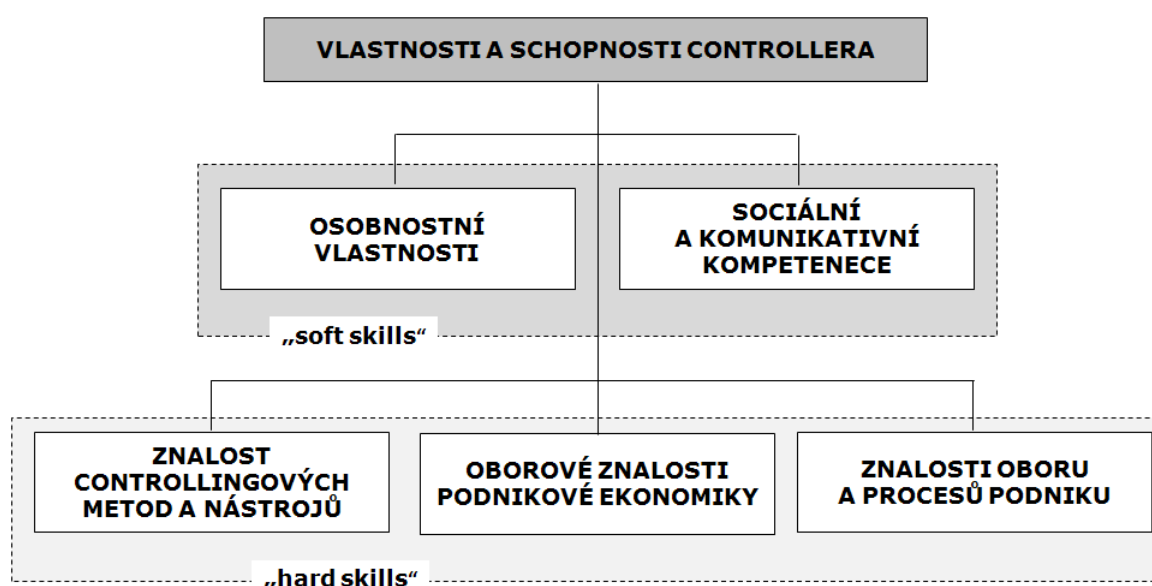 VLASTNOSTI A SCHOPNOSTI CONTROLLERA
OSOBNOSTNÍ
VLASTNOSTI
SOCIÁLNÍ
A KOMUNIKATIVNÍ
KOMPETENECE
„soft skills“
ZNALOST
CONTROLLINGOVÝCH
METOD A NÁSTROJŮ
OBOROVÉ ZNALOSTI
PODNIKOVÉ EKONOMIKY
ZNALOSTI OBORU
A PROCESŮ PODNIKU
„hard skills“